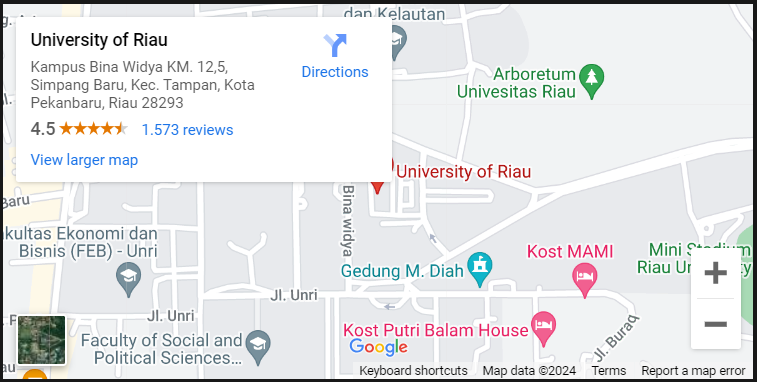 dan Kelautan
University of Riau
Directions
Kampus Bina Widya KM. 12,5,
Simpang Baru, Kec. Tampan, Kota
Pekanbaru, Riau 28293
4.5
1.573 reviews
View larger map
Arboretum
Univesitas Riau
University of Riau
Baru
Bina widya
kultas Ekonomi dan
Bisnis (FEB) - Unri
Gedung M. Diah
Kost MAMI
Mini Stadium
Riau University
Jl. Unri
Jl. Unri
Faculty of Social and
Political Sciences...
Kost Putri Balam House
Jl. Buraq
Google
Keyboard shortcuts
Map data ©2024
Terms
Report a map error